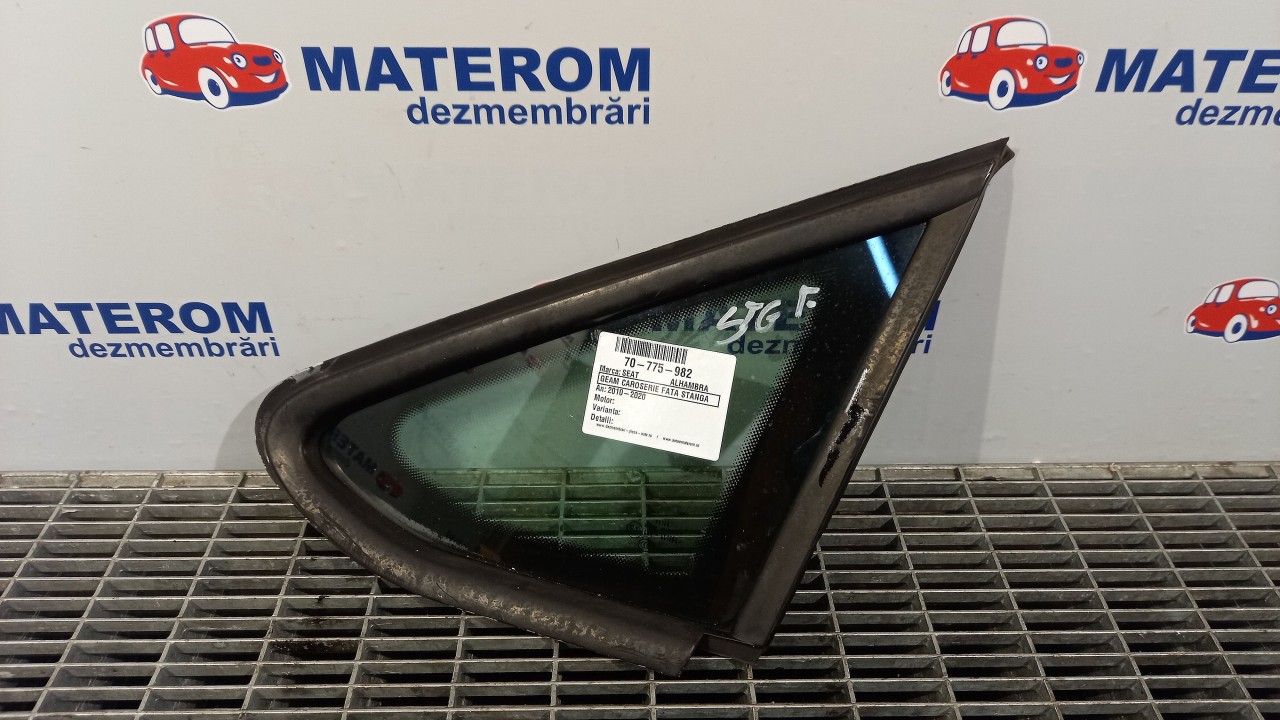 MATEROM
dezmembrări
MATE
dezme
MATEROM
dezmembrări
STG F.
70-775-982
Marca: SEAT ALHAMBRA
GEAM CAROSERIE FATA STANGA
An: 2010-2020
Motor:
Varianta:
Detalii: